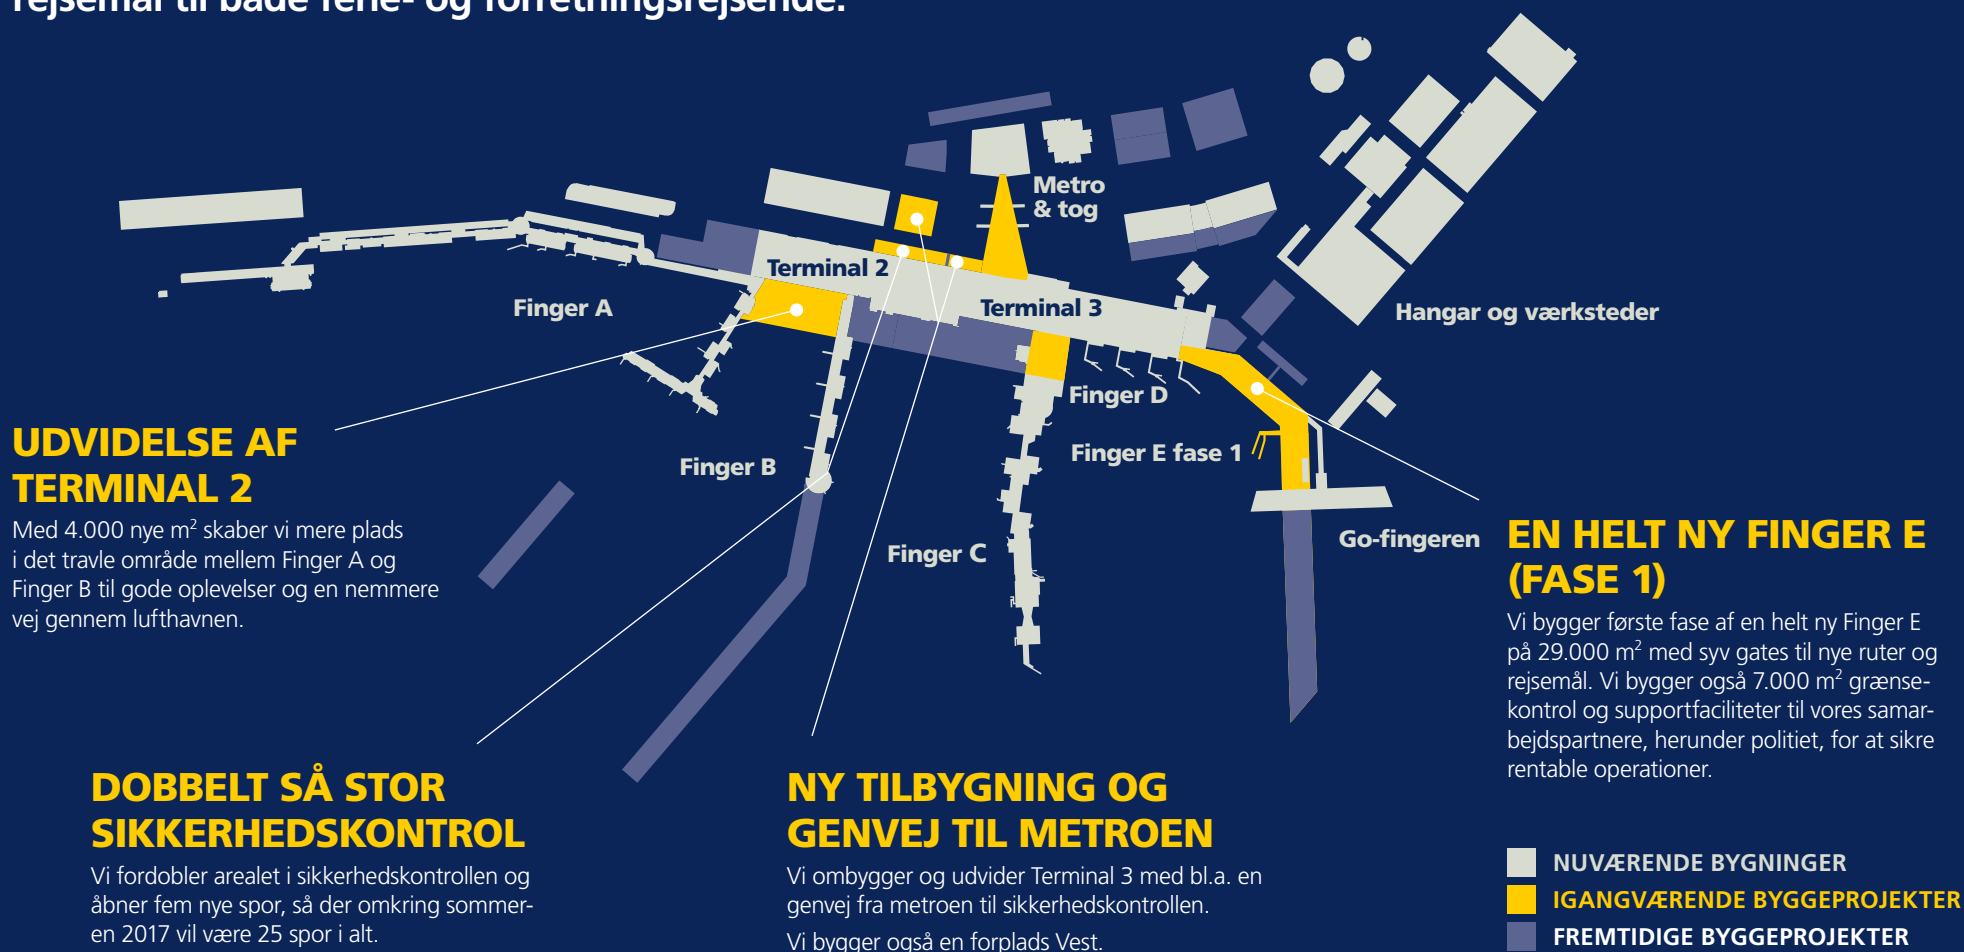 rejsemål til både ferie- og forretningsrejsende.
Metro
& tog
Terminal 2
Finger A
Terminal 3
Hangar og værksteder
Finger D
Finger E fase 1
Finger B
Finger C
Go-fingeren
UDVIDELSE AF
TERMINAL 2
Med 4.000 nye m² skaber vi mere plads
i det travle område mellem Finger A og
Finger B til gode oplevelser og en nemmere
vej gennem lufthavnen.
EN HELT NY FINGER E
(FASE 1)
Vi bygger første fase af en helt ny Finger E
på 29.000 m² med syv gates til nye ruter og
rejsemål. Vi bygger også 7.000 m² grænse-
kontrol og supportfaciliteter til vores samar-
bejdspartnere, herunder politiet, for at sikre
rentable operationer.
DOBBELT SÅ STOR
SIKKERHEDSKONTROL
Vi fordobler arealet i sikkerhedskontrollen og
åbner fem nye spor, så der omkring sommer-
en 2017 vil være 25 spor i alt.
NY TILBYGNING OG
GENVEJ TIL METROEN
Vi ombygger og udvider Terminal 3 med bl.a. en
genvej fra metroen til sikkerhedskontrollen.
Vi bygger også en forplads Vest.
NUVÆRENDE BYGNINGER
IGANGVÆRENDE BYGGEPROJEKTER
FREMTIDIGE BYGGEPROJEKTER